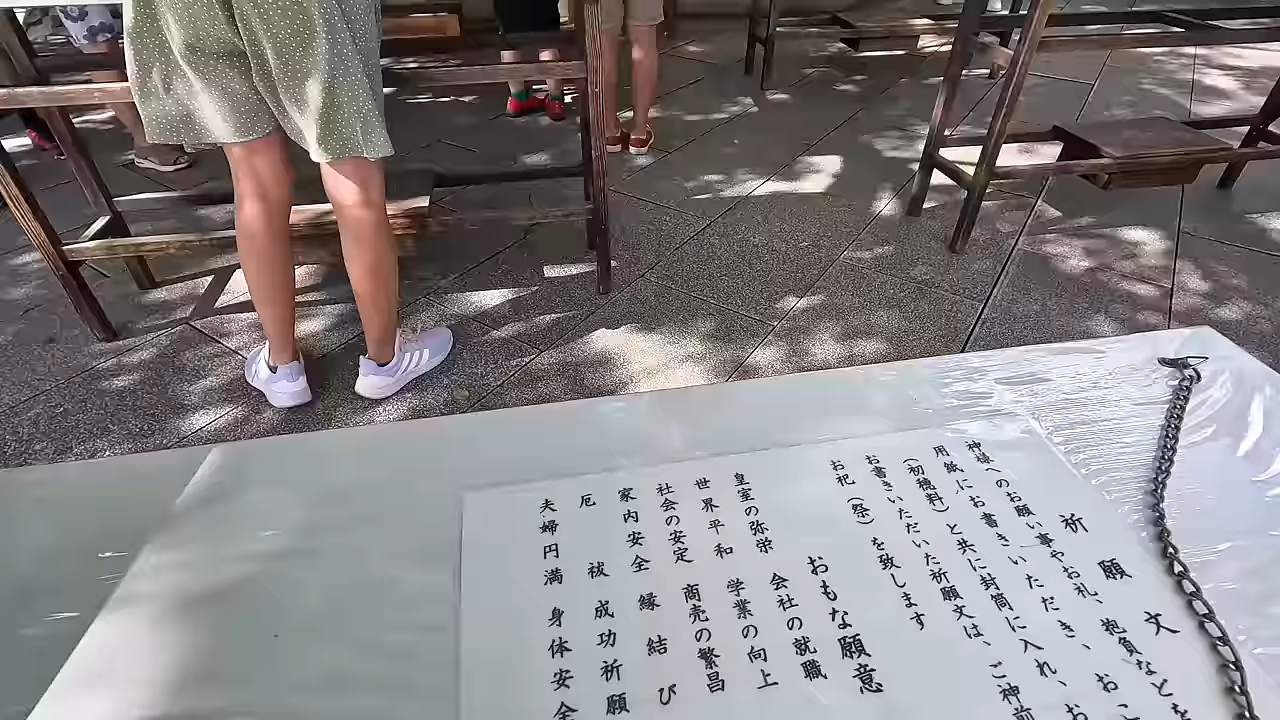 祈願文
神様へのお願い事やお礼、抱負などを
用紙にお書きいただき、おこ
（初穂料）と共に封筒に入れ、お
お書きいただいた祈願文は、ご神前
お祀（祭）を致します
おもな願意
皇室の弥栄　会社の就職
世界平和　学業の向上
社会の安定　商売の繁昌
家内安全　縁結び
厄祓　成功祈願
夫婦円満　身体安全